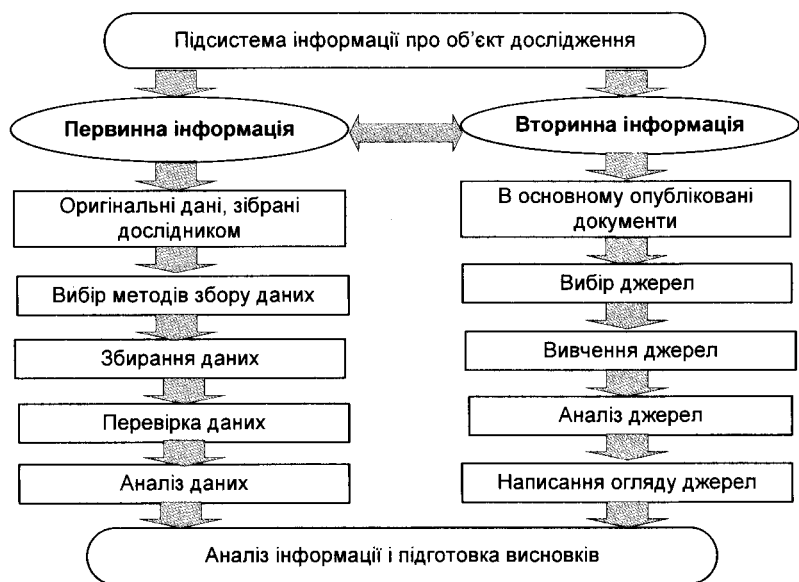 Підсистема інформації про об'єкт дослідження
Первинна інформація
Вторинна інформація
Оригінальні дані, зібрані
дослідником
Вибір методів збору даних
Збирання даних
Перевірка даних
Аналіз даних
В основному опубліковані
документи
Вибір джерел
Вивчення джерел
Аналіз джерел
Написання огляду джерел
Аналіз інформації і підготовка висновків